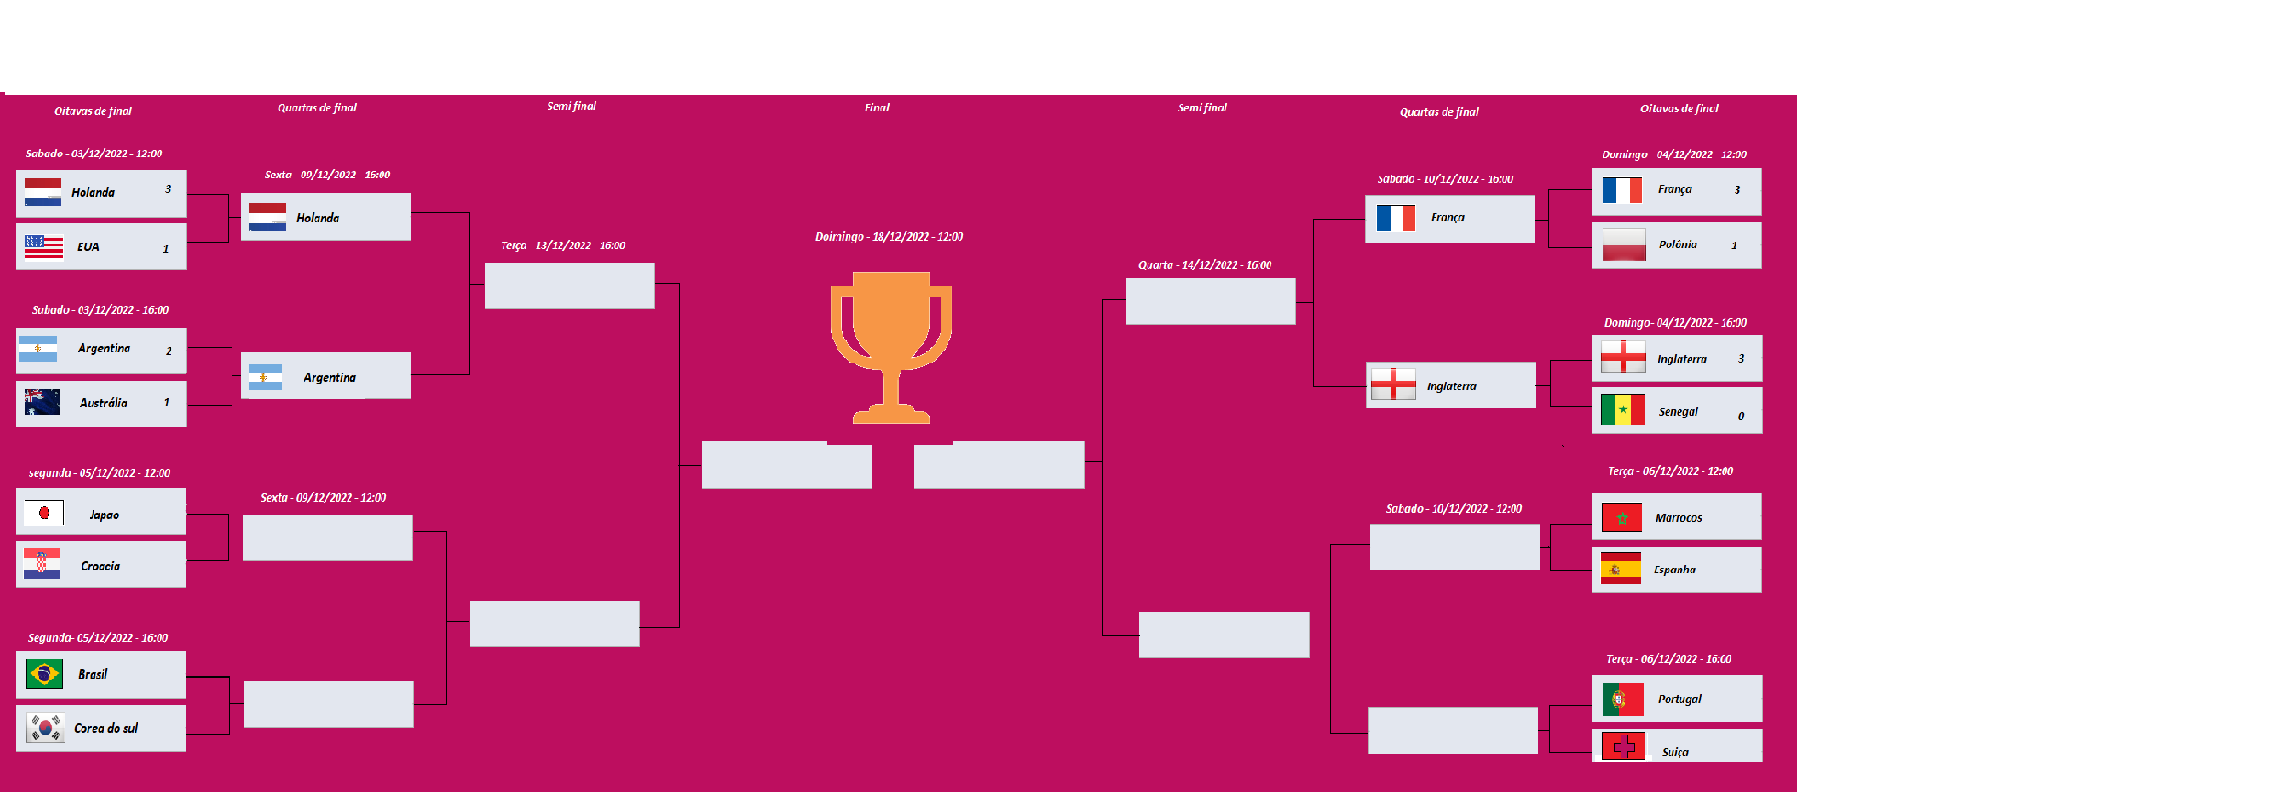 Oitavas de final
Quartas de final
Semi final
Final
Semi final
Quartas de final
Oitavas de final
Sabado - 03/12/2022 - 12:00
Holanda 3
EUA 1
Sabado - 03/12/2022 - 16:00
Argentina 2
Austrália 1
segunda - 05/12/2022 - 12:00
Japao
Croacia
Segunda- 05/12/2022 - 16:00
Brasil
Corea do sul
Sexta - 09/12/2022 - 16:00
Holanda
Argentina
Sexta - 09/12/2022 - 12:00
Terça - 13/12/2022 - 16:00
Domingo - 18/12/2022 - 12:00
Quarta - 14/12/2022 - 16:00
Sabado - 10/12/2022 - 16:00
França
Inglaterra
Sabado - 10/12/2022 - 12:00
Domingo - 04/12/2022 - 12:00
França 3
Polónia 1
Domingo- 04/12/2022 - 16:00
Inglaterra 3
Senegal 0
Terça - 06/12/2022 - 12:00
Marrocos
Espanha
Terça - 06/12/2022 - 16:00
Portugal
Suiça